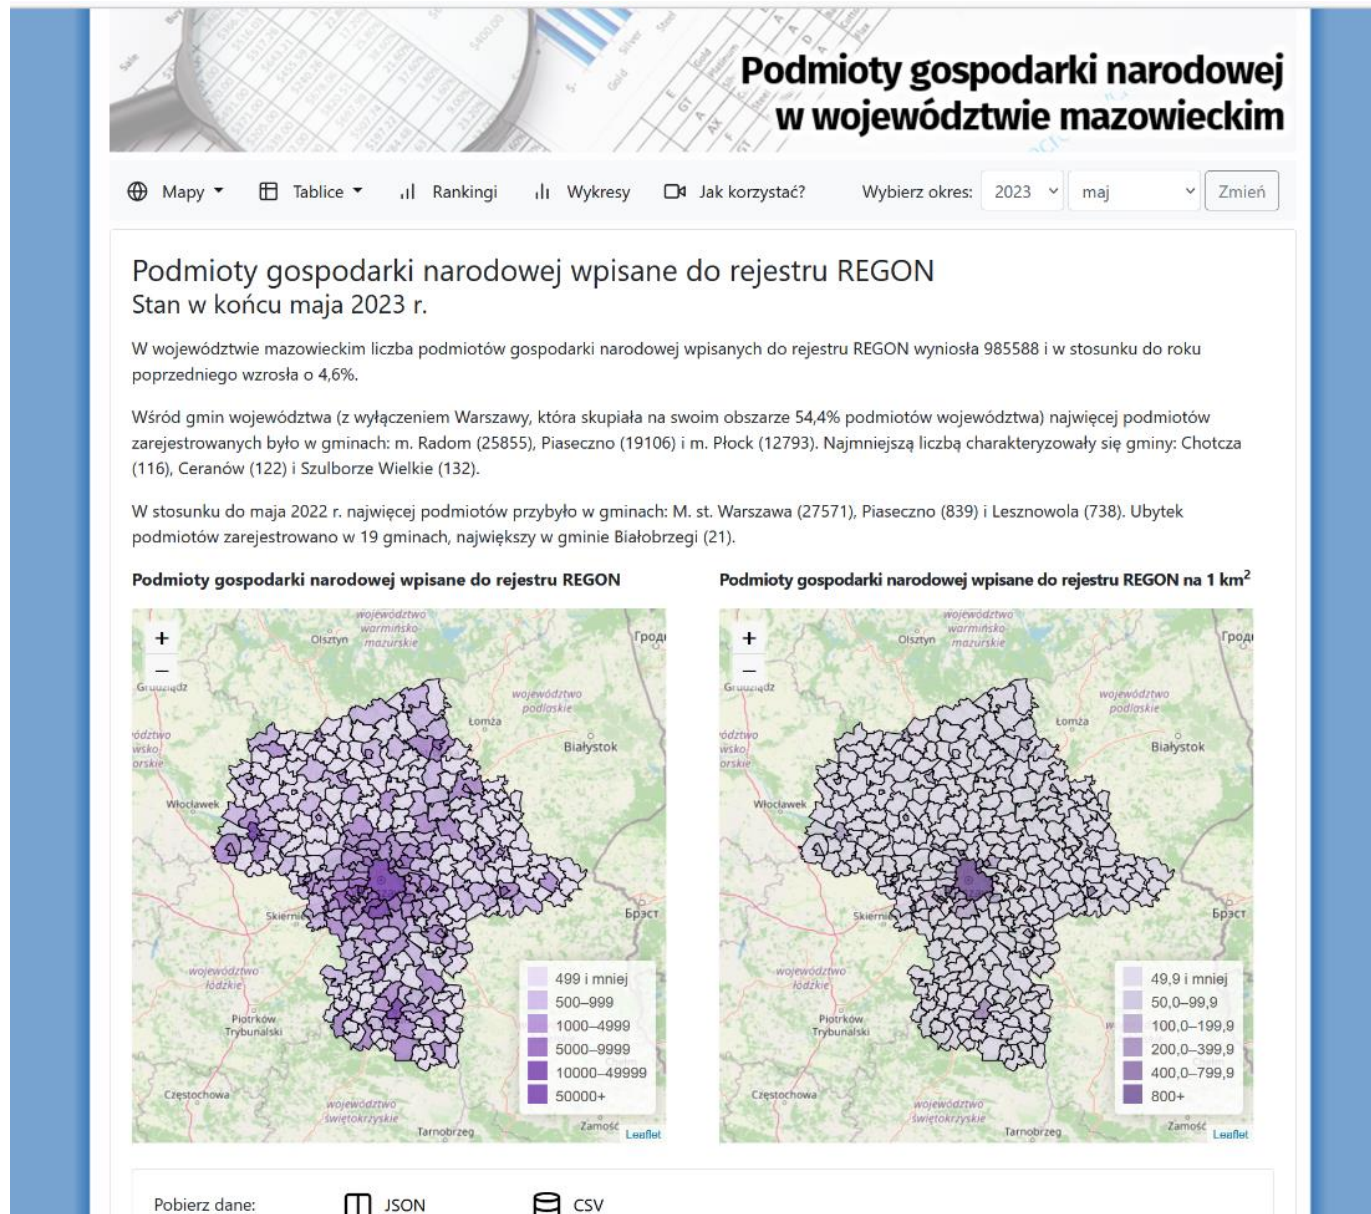 Podmioty gospodarki narodowej
w województwie mazowieckim
Mapy
Tablice
Rankingi
Wykresy
Jak korzystać?
Wybierz okres:
2023
maj
Zmień
Podmioty gospodarki narodowej wpisane do rejestru REGON
Stan w końcu maja 2023 r.
W województwie mazowieckim liczba podmiotów gospodarki narodowej wpisanych do rejestru REGON wyniosła 985588 i w stosunku do roku
poprzedniego wzrosła o 4,6%.
Wśród gmin województwa (z wyłączeniem Warszawy, która skupiała na swoim obszarze 54,4% podmiotów województwa) najwięcej podmiotów
zarejestrowanych było w gminach: m. Radom (25855), Piaseczno (19106) i m. Płock (12793). Najmniejszą liczbą charakteryzowały się gminy: Chotcza
(116), Ceranów (122) i Szulborze Wielkie (132).
W stosunku do maja 2022 r. najwięcej podmiotów przybyło w gminach: M. st. Warszawa (27571), Piaseczno (839) i Lesznowola (738). Ubytek
podmiotów zarejestrowano w 19 gminach, największy w gminie Białobrzegi (21).
Podmioty gospodarki narodowej wpisane do rejestru REGON
+
−
województwo
warmińsko
mazurskie
Olsztyn
Grudziądz
województwo
podlaskie
Łomża
Białystok
Włocławek
Skiernie
Брэст
województwo
łódzkie
Piotrków
Trybunalski
Częstochowa
województwo
świętokrzyskie
Tarnobrzeg
Zamość
499 i mniej
500–999
1000–4999
5000–9999
10000–49999
50000+
Leaflet
Podmioty gospodarki narodowej wpisane do rejestru REGON na 1 km²
+
−
województwo
warmińsko
mazurskie
Olsztyn
Grudziądz
województwo
podlaskie
Łomża
Białystok
Włocławek
Skiernie
Брэст
województwo
łódzkie
Piotrków
Trybunalski
Częstochowa
województwo
świętokrzyskie
Tarnobrzeg
Zamość
49,9 i mniej
50,0–99,9
100,0–199,9
200,0–399,9
400,0–799,9
800+
Leaflet
Pobierz dane:
JSON
CSV